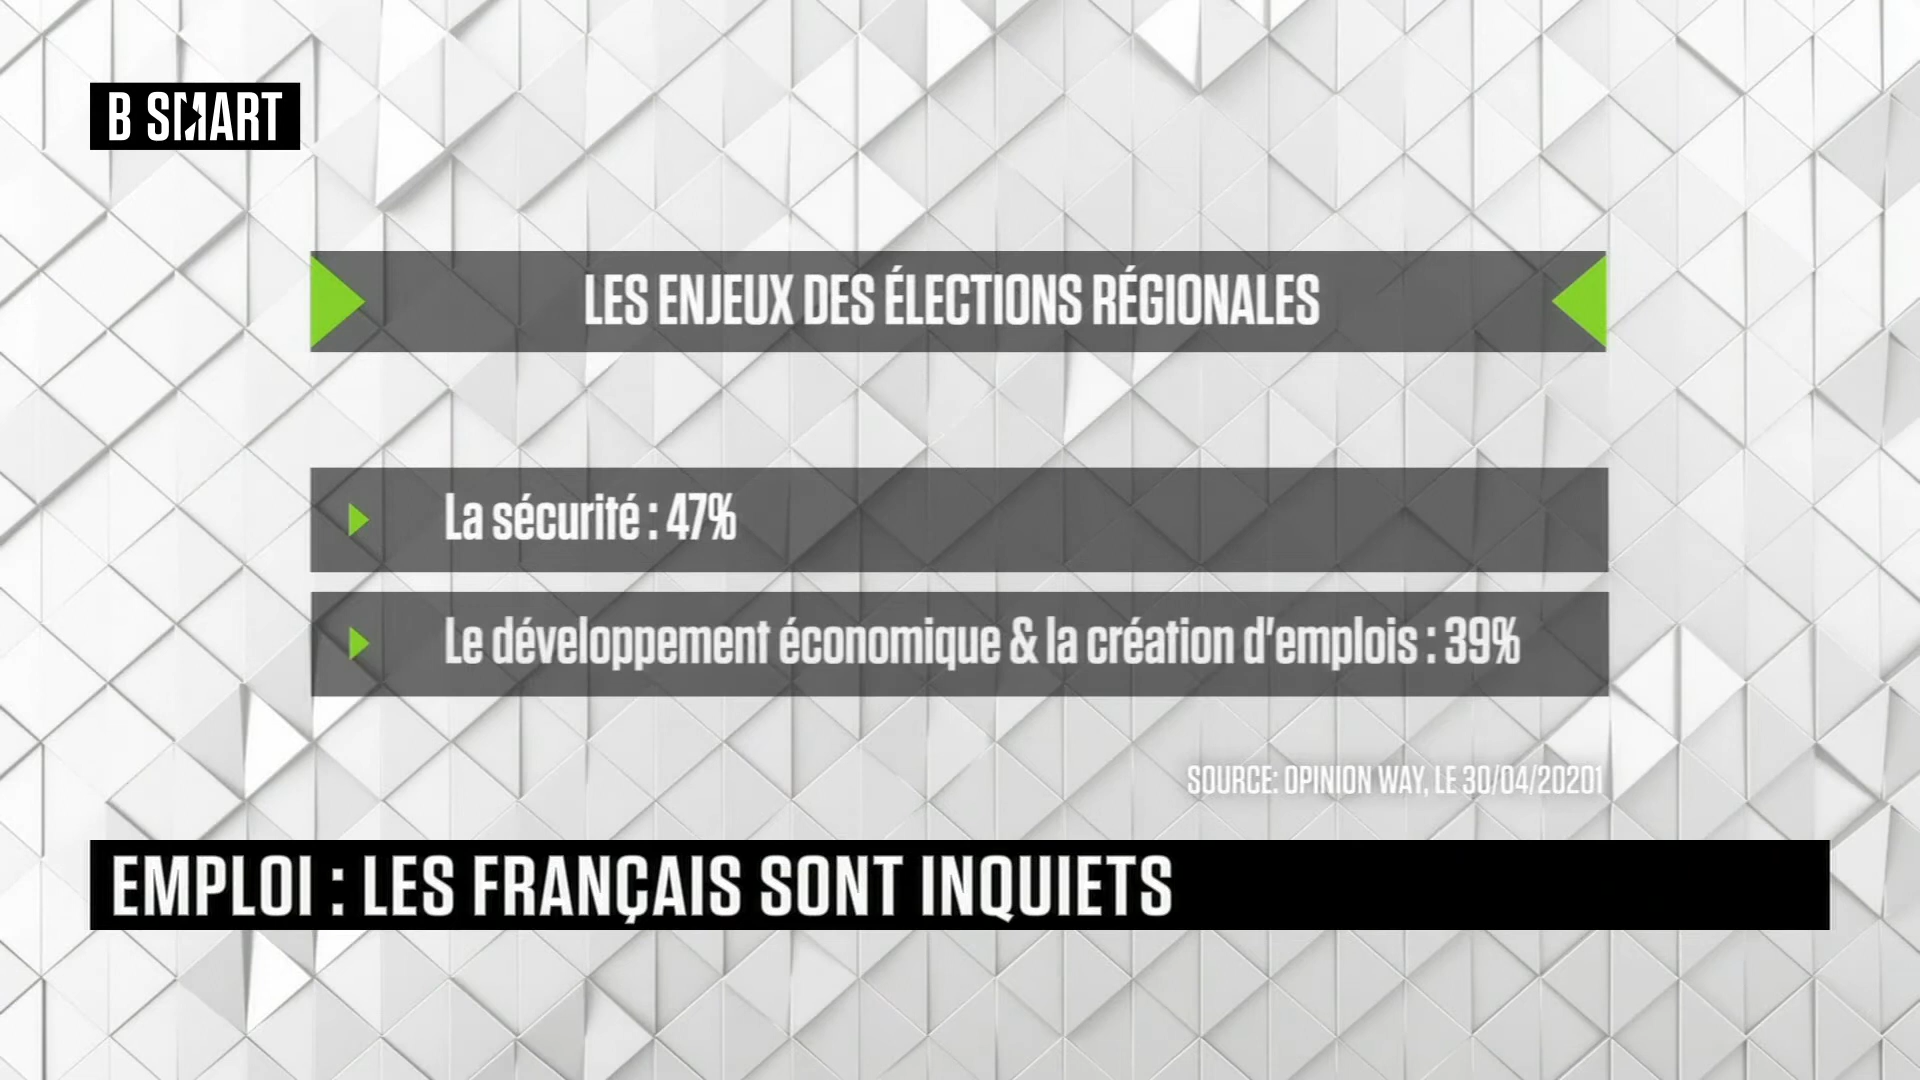 B SMART
LES ENJEUX DES ÉLECTIONS RÉGIONALES
La sécurité : 47%
Le développement économique & la création d'emplois : 39%
SOURCE: OPINION WAY, LE 30/04/20201
EMPLOI : LES FRANÇAIS SONT INQUIETS